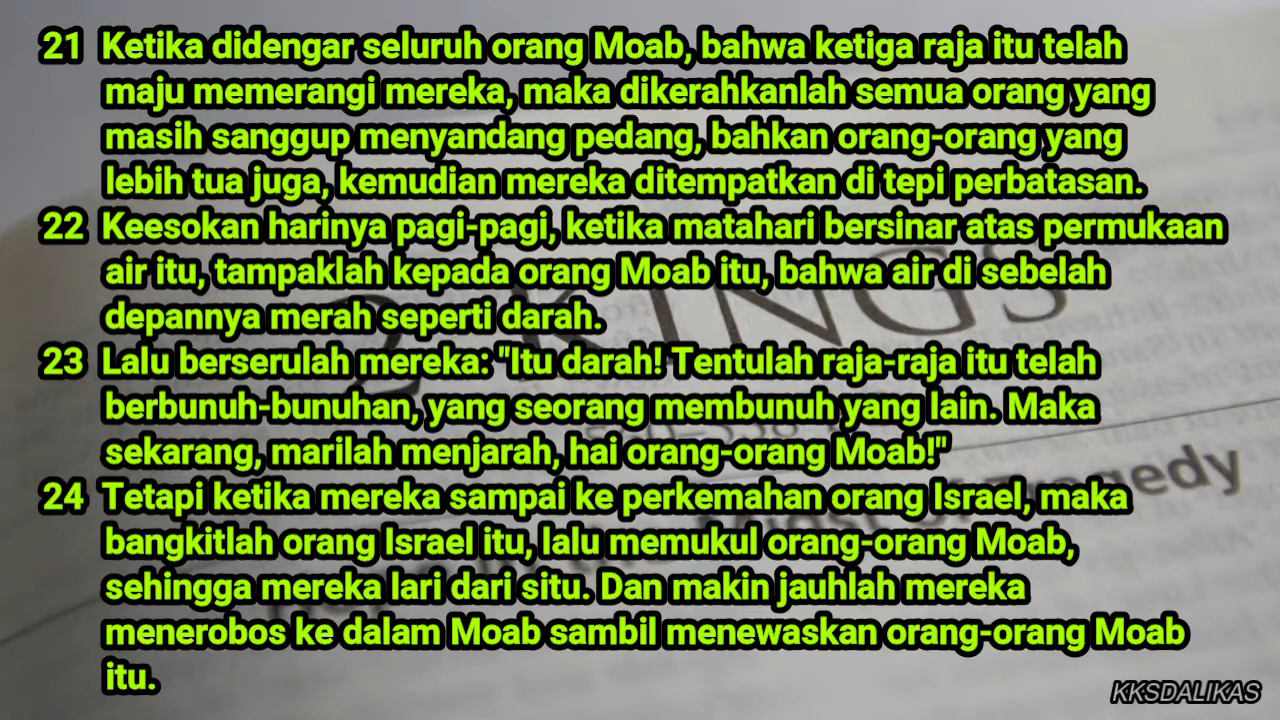 21 Ketika didengar seluruh orang Moab, bahwa ketiga raja itu telah
maju memerangi mereka, maka dikerahkanlah semua orang yang
masih sanggup menyandang pedang, bahkan orang-orang yang
lebih tua juga, kemudian mereka ditempatkan di tepi perbatasan.
22 Keesokan harinya pagi-pagi, ketika matahari bersinar atas permukaan
air itu, tampaklah kepada orang Moab itu, bahwa air di sebelah
depannya merah seperti darah.
23 Lalu berserulah mereka: "Itu darah! Tentulah raja-raja itu telah
berbunuh-bunuhan, yang seorang membunuh yang lain. Maka
sekarang, marilah menjarah, hai orang-orang Moab!"
24 Tetapi ketika mereka sampai ke perkemahan orang Israel, maka
bangkitlah orang Israel itu, lalu memukul orang-orang Moab,
sehingga mereka lari dari situ. Dan makin jauhlah mereka
menerobos ke dalam Moab sambil menewaskan orang-orang Moab
itu.
2 KINGS
KKSDALIKAS